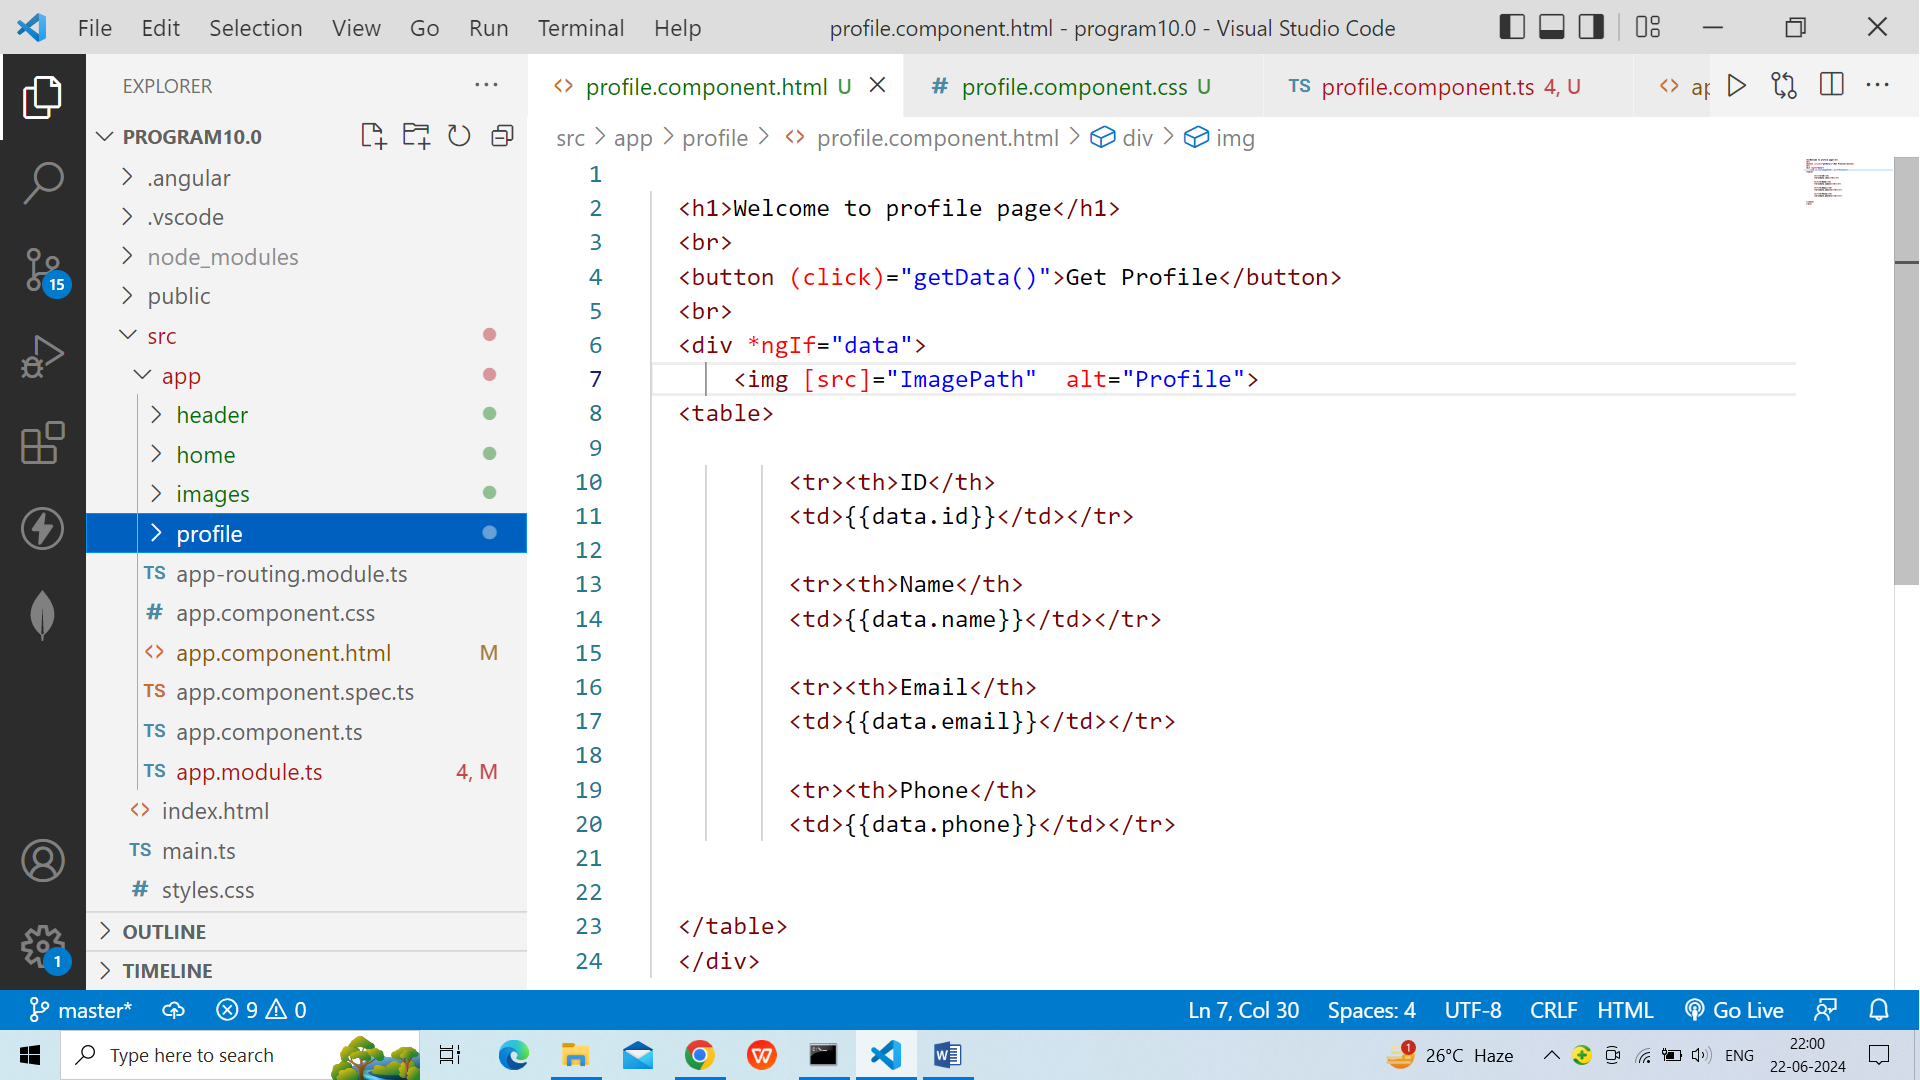 File Edit Selection View Go Run Terminal Help
profile.component.html - program10.0 - Visual Studio Code
EXPLORER
profile.component.html U
# profile.component.css U
TS profile.component.ts 4, U
PROGRAM10.0
src > app > profile > profile.component.html > div > img
.angular
.vscode
node_modules
public
src
app
header
home
images
profile
TS app-routing.module.ts
# app.component.css
app.component.html M
TS app.component.spec.ts
TS app.component.ts
TS app.module.ts 4, M
index.html
TS main.ts
# styles.css
OUTLINE
TIMELINE
15
1
1
2 <h1>Welcome to profile page</h1>
3 <br>
4 <button (click)="getData()">Get Profile</button>
5 <br>
6 <div *ngIf="data">
7 <img [src]="ImagePath"  alt="Profile">
8 <table>
9
10 <tr><th>ID</th>
11 <td>{{data.id}}</td></tr>
12
13 <tr><th>Name</th>
14 <td>{{data.name}}</td></tr>
15
16 <tr><th>Email</th>
17 <td>{{data.email}}</td></tr>
18
19 <tr><th>Phone</th>
20 <td>{{data.phone}}</td></tr>
21
22
23 </table>
24 </div>
master* 9 0
Ln 7, Col 30 Spaces: 4 UTF-8 CRLF HTML Go Live
Type here to search
1 26°C Haze ENG
22:00
22-06-2024